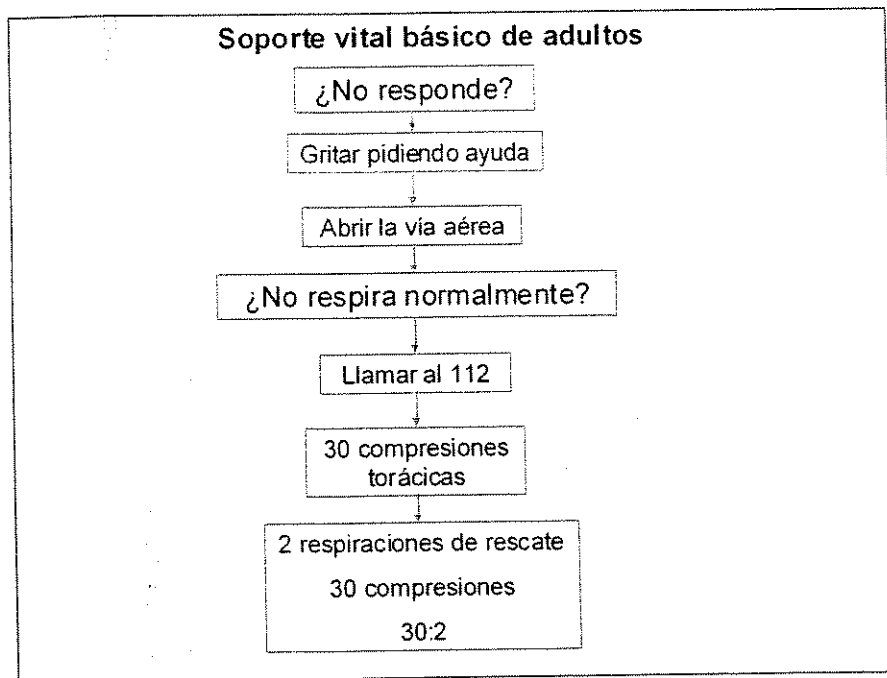 Soporte vital básico de adultos
¿No responde?
Gritar pidiendo ayuda
Abrir la vía aérea
¿No respira normalmente?
Llamar al 112
30 compresiones
torácicas
2 respiraciones de rescate
30 compresiones
30:2